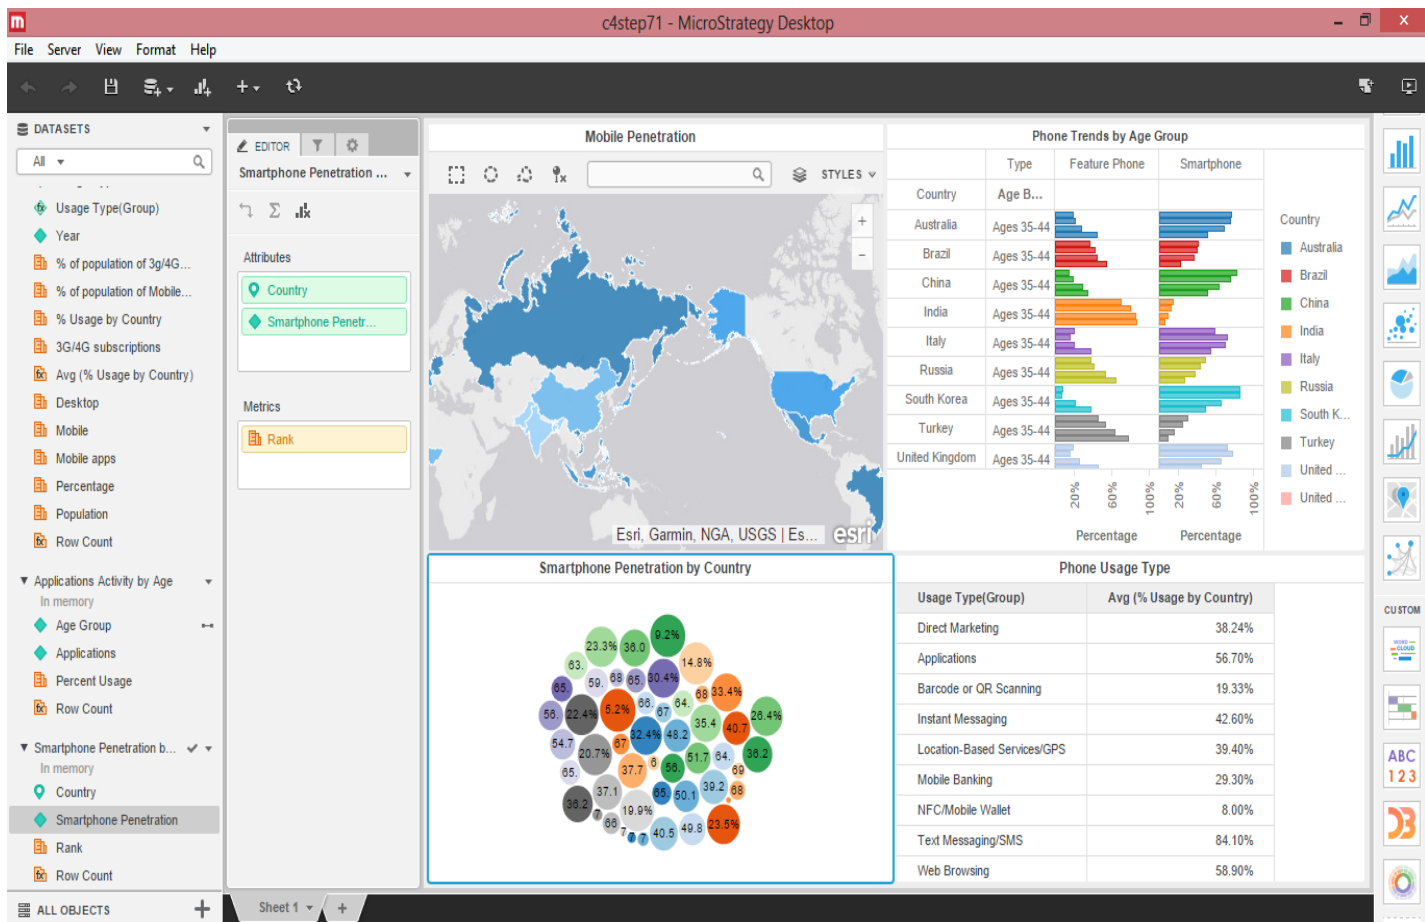 c4step71 - MicroStrategy Desktop
File Server View Format Help
DATASETS
All
Usage Type(Group)
Year
% of population of 3g/4G...
% of population of Mobile...
% Usage by Country
3G/4G subscriptions
Avg (% Usage by Country)
Desktop
Mobile
Mobile apps
Percentage
Population
Row Count
Applications Activity by Age
In memory
Age Group
Applications
Percent Usage
Row Count
Smartphone Penetration b...
In memory
Country
Smartphone Penetration
Rank
Row Count
ALL OBJECTS
EDITOR
Smartphone Penetration ...
Attributes
Country
Smartphone Penetr...
Metrics
Rank
Mobile Penetration
STYLES
Esri, Garmin, NGA, USGS | Es...
esri
Phone Trends by Age Group
Type Feature Phone Smartphone
Country Age B...
Australia Ages 35-44
Brazil Ages 35-44
China Ages 35-44
India Ages 35-44
Italy Ages 35-44
Russia Ages 35-44
South Korea Ages 35-44
Turkey Ages 35-44
United Kingdom Ages 35-44
20% 60% 100% 20% 60% 100%
Percentage Percentage
Country
Australia
Brazil
China
India
Italy
Russia
South K...
Turkey
United ...
United ...
Smartphone Penetration by Country
9.2%
23.3% 36.0
63. 14.8%
65. 59. 68 65. 30.4% 68 33.4%
56. 22.4% 5.2% 66. 67 64. 35.4 40.7 26.4%
54.7 20.7% 67 32.4% 48.2 51.7 64. 36.2
65. 37.7 6 56. 69
36.2 37.1 19.9% 65. 50.1 39.2 68
7 66 7 7 7 40.5 49.8 23.5%
Phone Usage Type
Usage Type(Group) Avg (% Usage by Country)
Direct Marketing 38.24%
Applications 56.70%
Barcode or QR Scanning 19.33%
Instant Messaging 42.60%
Location-Based Services/GPS 39.40%
Mobile Banking 29.30%
NFC/Mobile Wallet 8.00%
Text Messaging/SMS 84.10%
Web Browsing 58.90%
CUSTOM
WORD
CLOUD
ABC
123
Sheet 1